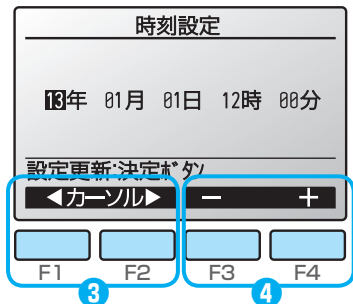 時刻設定
13年 01月 01日 12時 00分
設定更新:決定ボタン
◀カーソル▶ － ＋
F1 F2 F3 F4
3 4